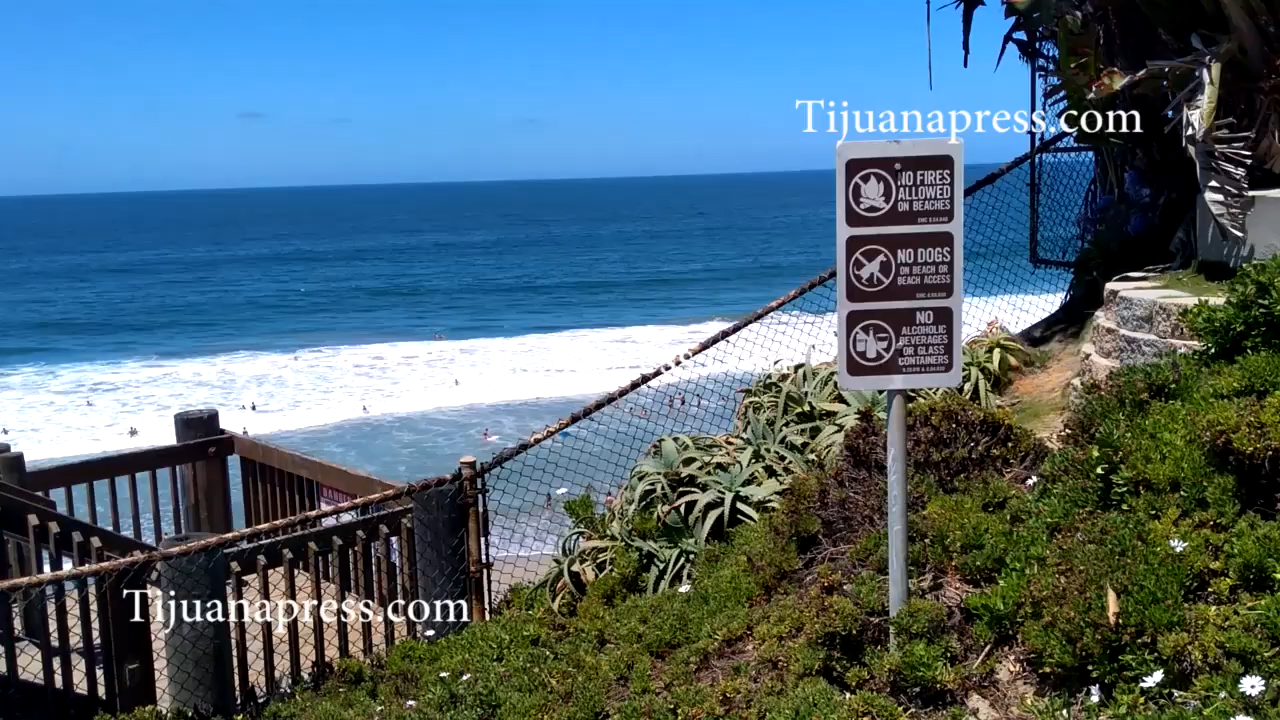 Tijuanapress.com
NO FIRES
ALLOWED
ON BEACHES
NO DOGS
ON BEACH OR
BEACH ACCESS
NO
ALCOHOLIC
BEVERAGES
OR GLASS
CONTAINERS
Tijuanapress.com